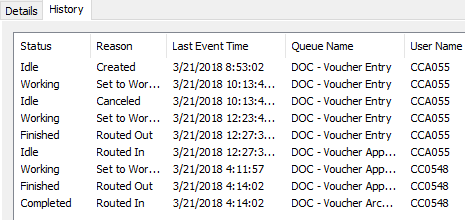 Details History
Status Reason Last Event Time Queue Name User Name
Idle Created 3/21/2018 8:53:02 DOC - Voucher Entry CCA055
Working Set to Wor... 3/21/2018 10:13:4... DOC - Voucher Entry CCA055
Idle Canceled 3/21/2018 10:13:4... DOC - Voucher Entry CCA055
Working Set to Wor... 3/21/2018 12:23:4... DOC - Voucher Entry CCA055
Finished Routed Out 3/21/2018 12:27:3... DOC - Voucher Entry CCA055
Idle Routed In 3/21/2018 12:27:3... DOC - Voucher App... CCA055
Working Set to Wor... 3/21/2018 4:11:57 DOC - Voucher App... CC0548
Finished Routed Out 3/21/2018 4:14:02 DOC - Voucher App... CC0548
Completed Routed In 3/21/2018 4:14:02 DOC - Voucher Arc... CC0548